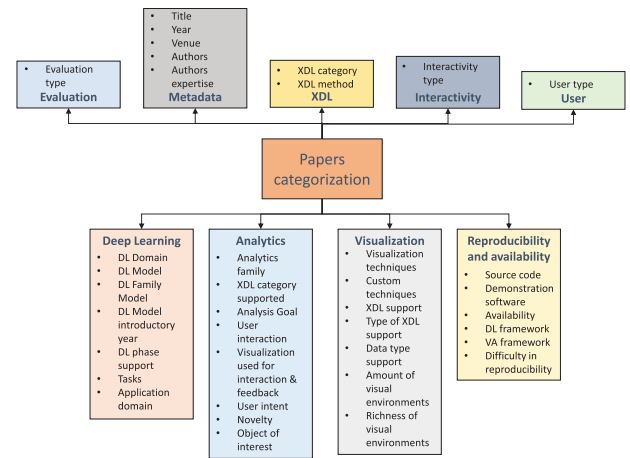 • Evaluation
type
Evaluation
• Title
• Year
• Venue
• Authors
• Authors
expertise
Metadata
• XDL category
• XDL method
XDL
• Interactivity
type
Interactivity
• User type
User
Papers
categorization
Deep Learning
• DL Domain
• DL Model
• DL Family
Model
• DL Model
introductory
year
• DL phase
support
• Tasks
• Application
domain
Analytics
• Analytics
family
• XDL category
supported
• Analysis Goal
• User
interaction
• Visualization
used for
interaction &
feedback
• User intent
• Novelty
• Object of
interest
Visualization
• Visualization
techniques
• Custom
techniques
• XDL support
• Type of XDL
support
• Data type
support
• Amount of
visual
environments
• Richness of
visual
environments
Reproducibility
and availability
• Source code
• Demonstration
software
• Availability
• DL framework
• VA framework
• Difficulty in
reproducibility